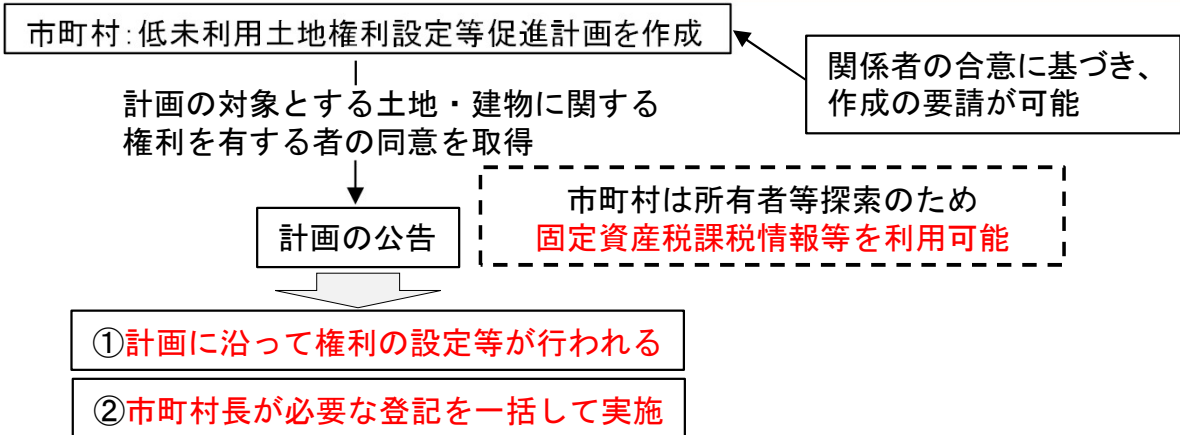 市町村：低未利用土地権利設定等促進計画を作成
関係者の合意に基づき、
作成の要請が可能
計画の対象とする土地・建物に関する
権利を有する者の同意を取得
市町村は所有者等探索のため
固定資産税課税情報等を利用可能
計画の公告
①計画に沿って権利の設定等が行われる
②市町村長が必要な登記を一括して実施